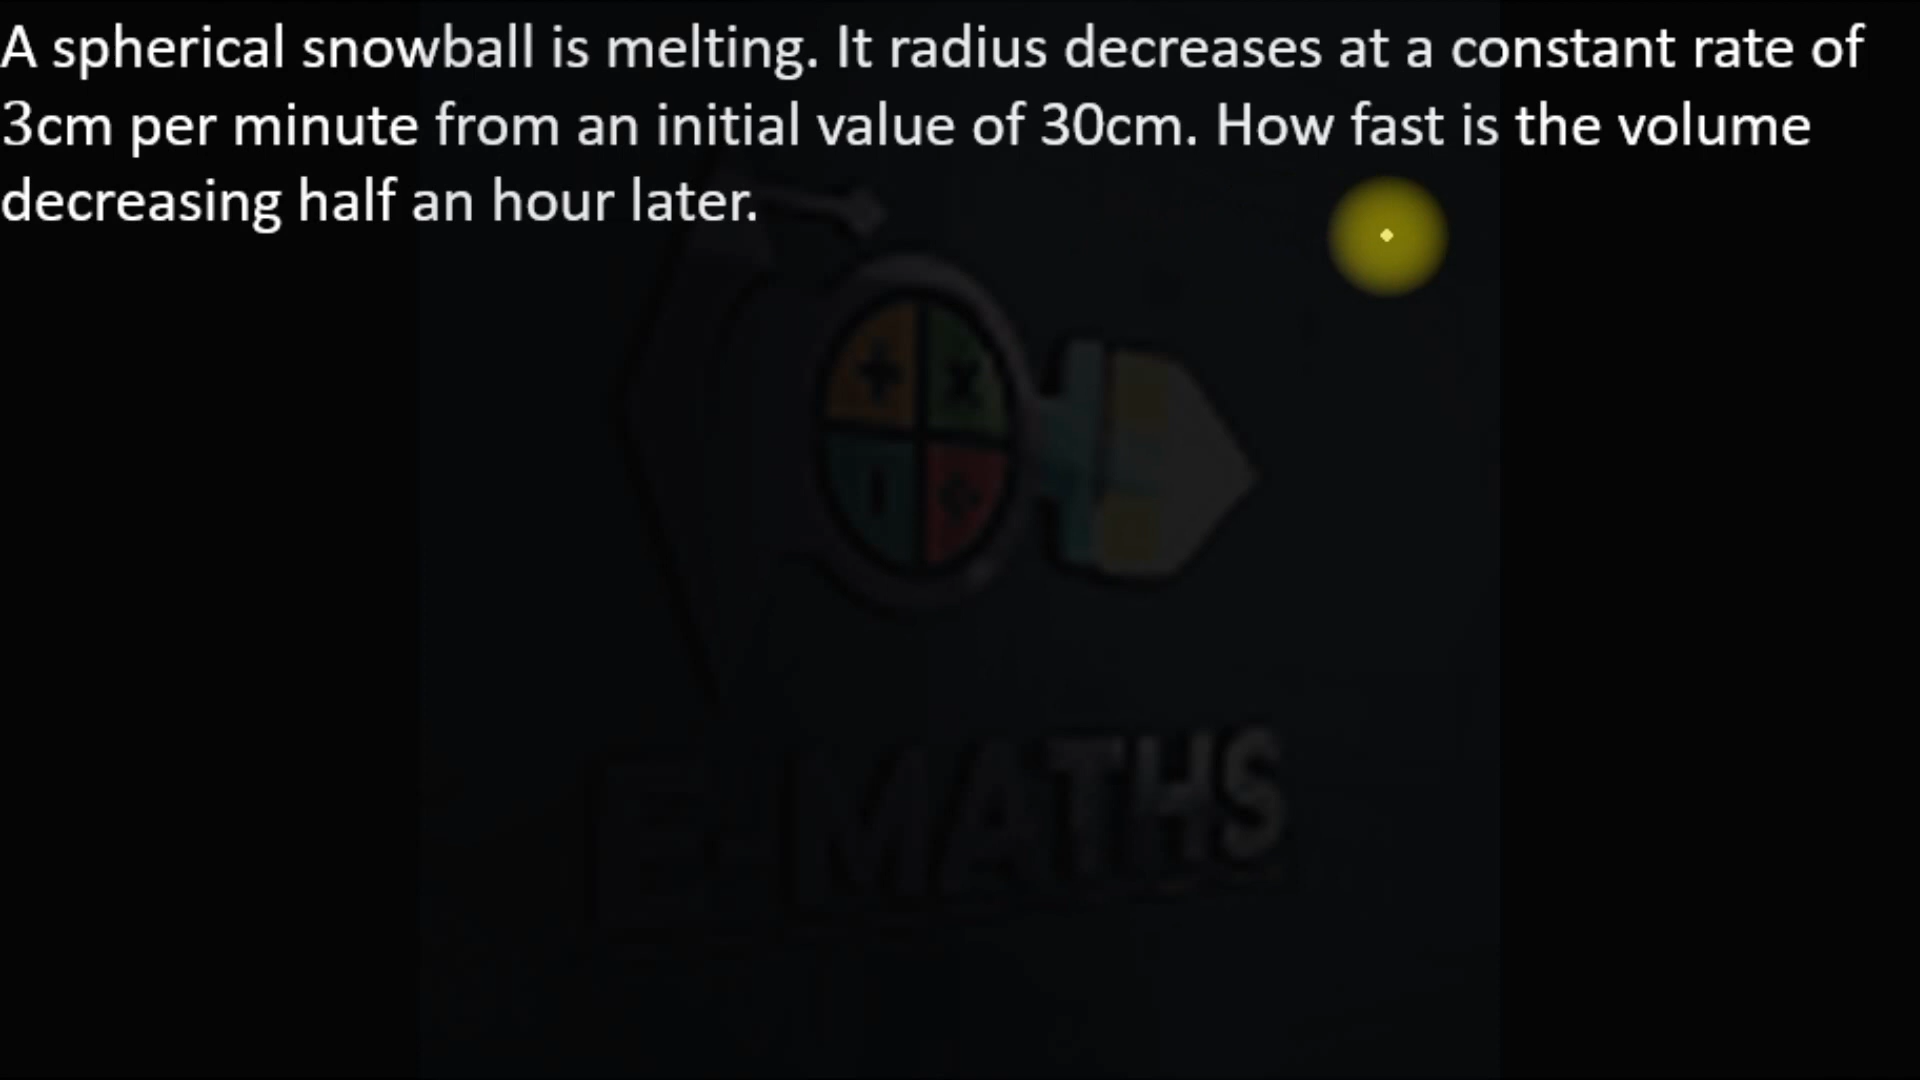 A spherical snowball is melting. It radius decreases at a constant rate of
3cm per minute from an initial value of 30cm. How fast is the volume
decreasing half an hour later.
E-MATHS